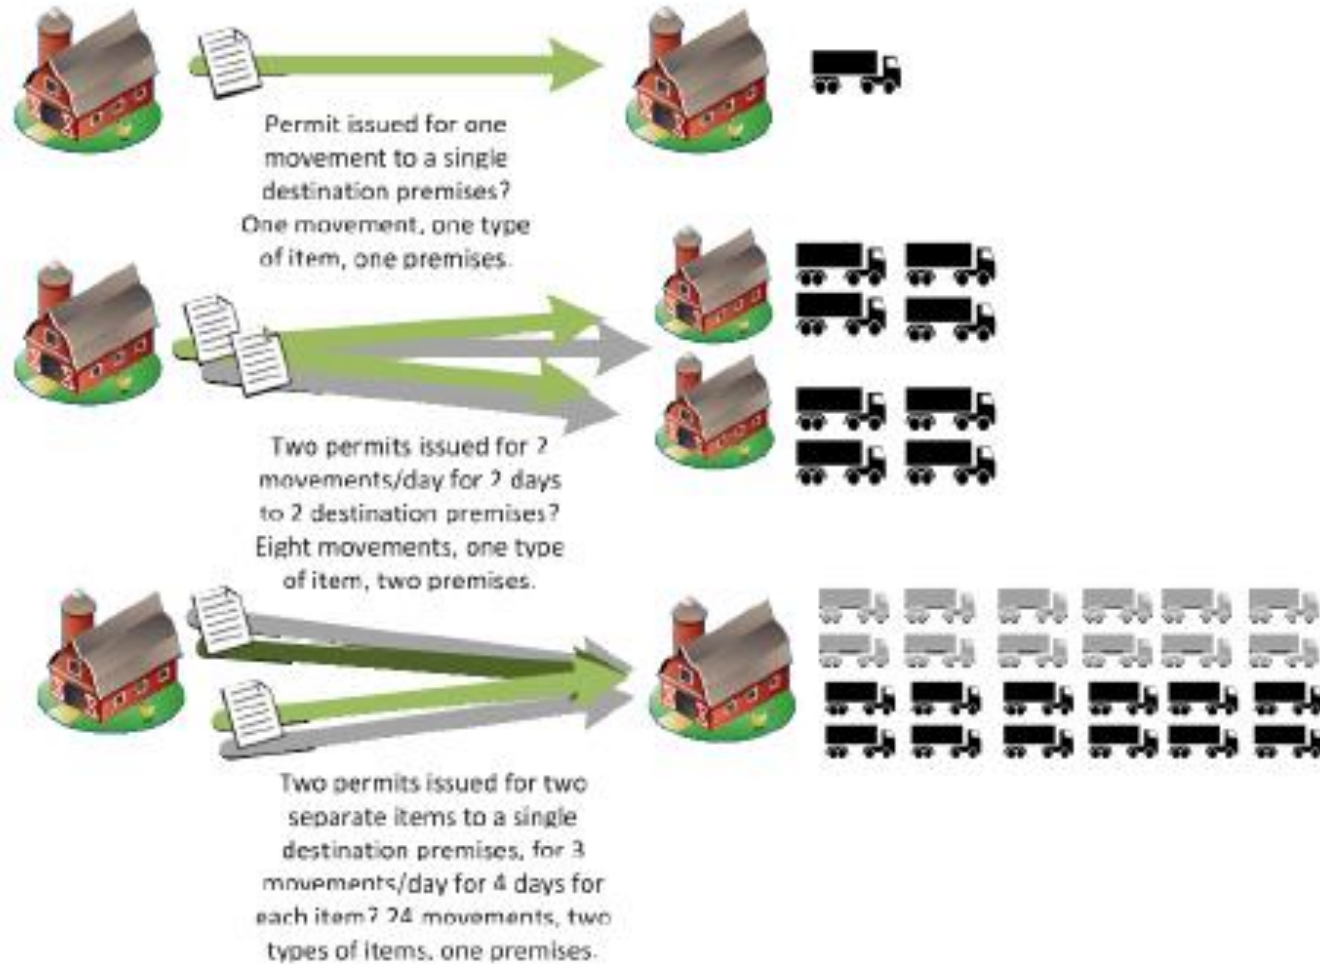 Permit issued for one
movement to a single
destination premises?
One movement, one type
of item, one premises.
Two permits issued for 2
movements/day for 2 days
to 2 destination premises?
Eight movements, one type
of item, two premises.
Two permits issued for two
separate items to a single
destination premises, for 3
movements/day for 4 days for
each item? 24 movements, two
types of items, one premises.